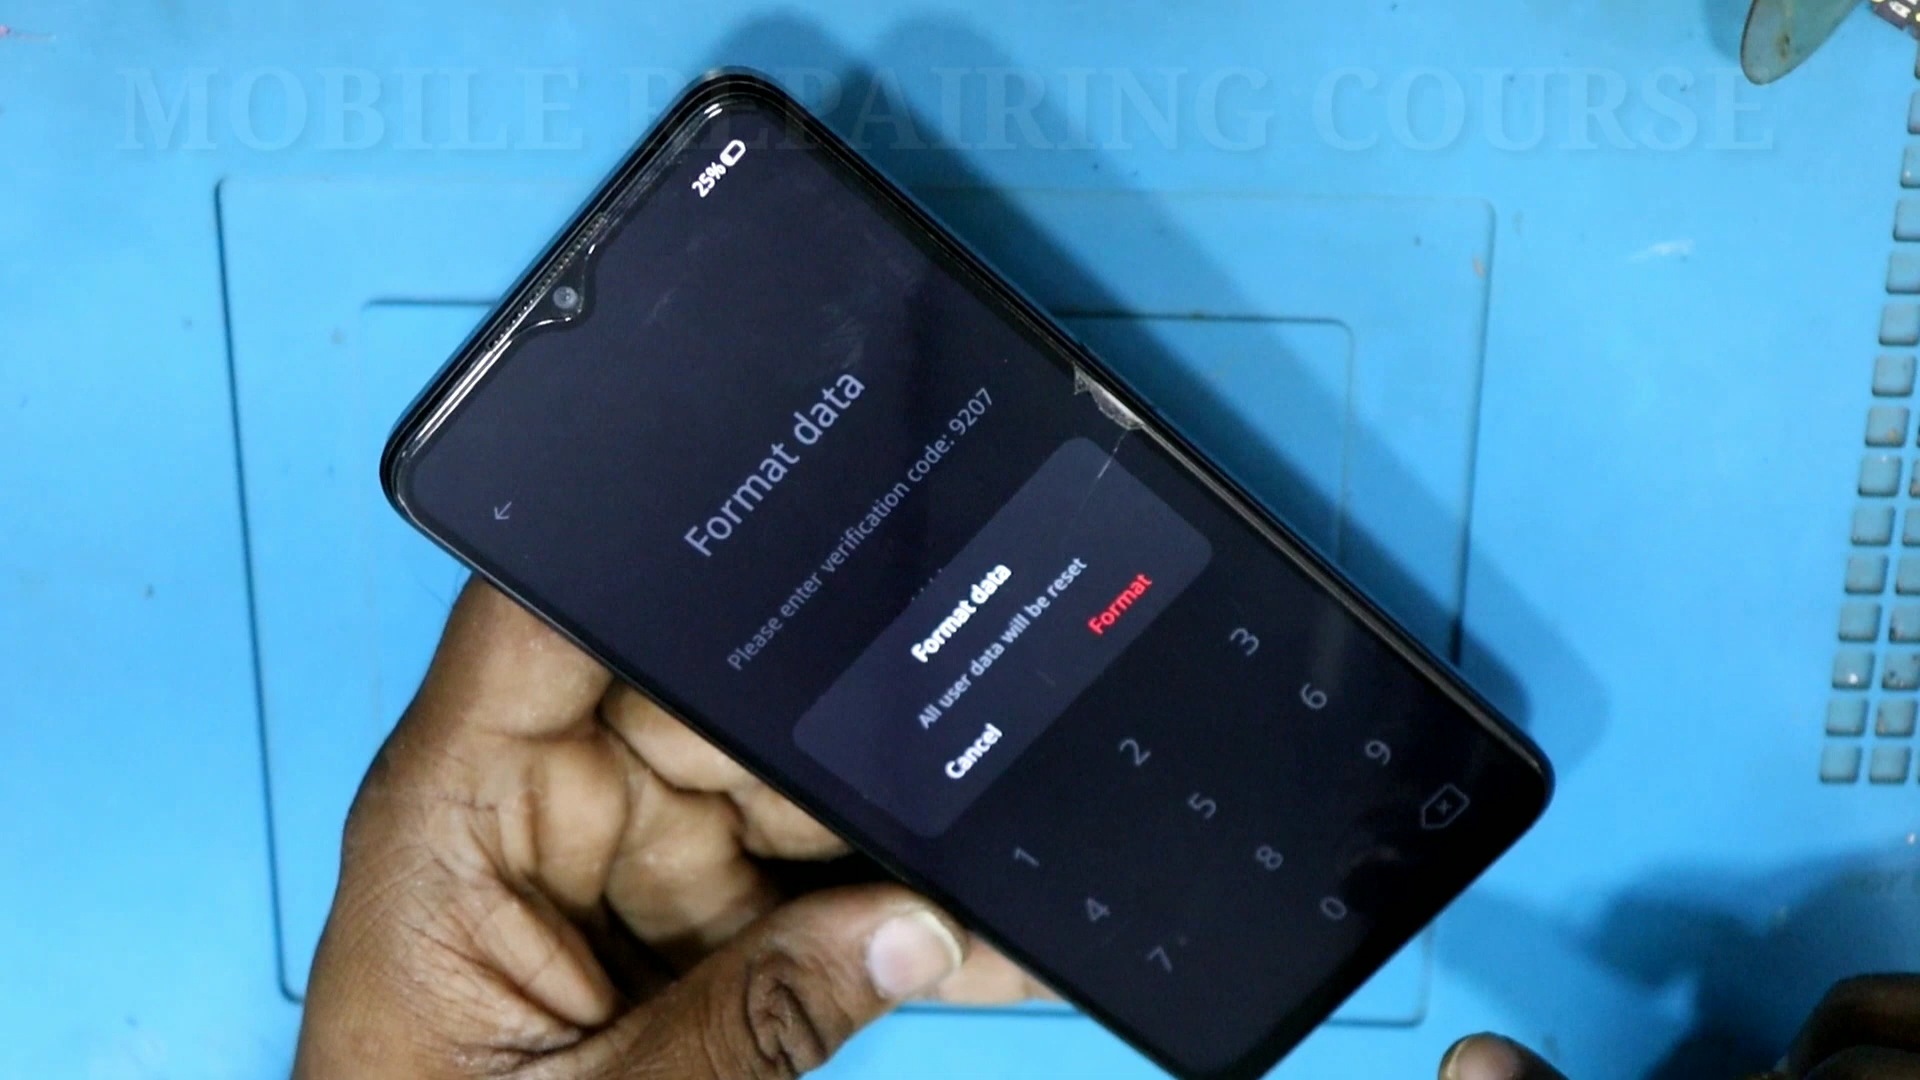 MOBILE REPAIRING COURSE
25%
Format data
Please enter verification code: 9207
Format data
All user data will be reset
Cancel Format
1 2 3
4 5 6
7 8 9
0